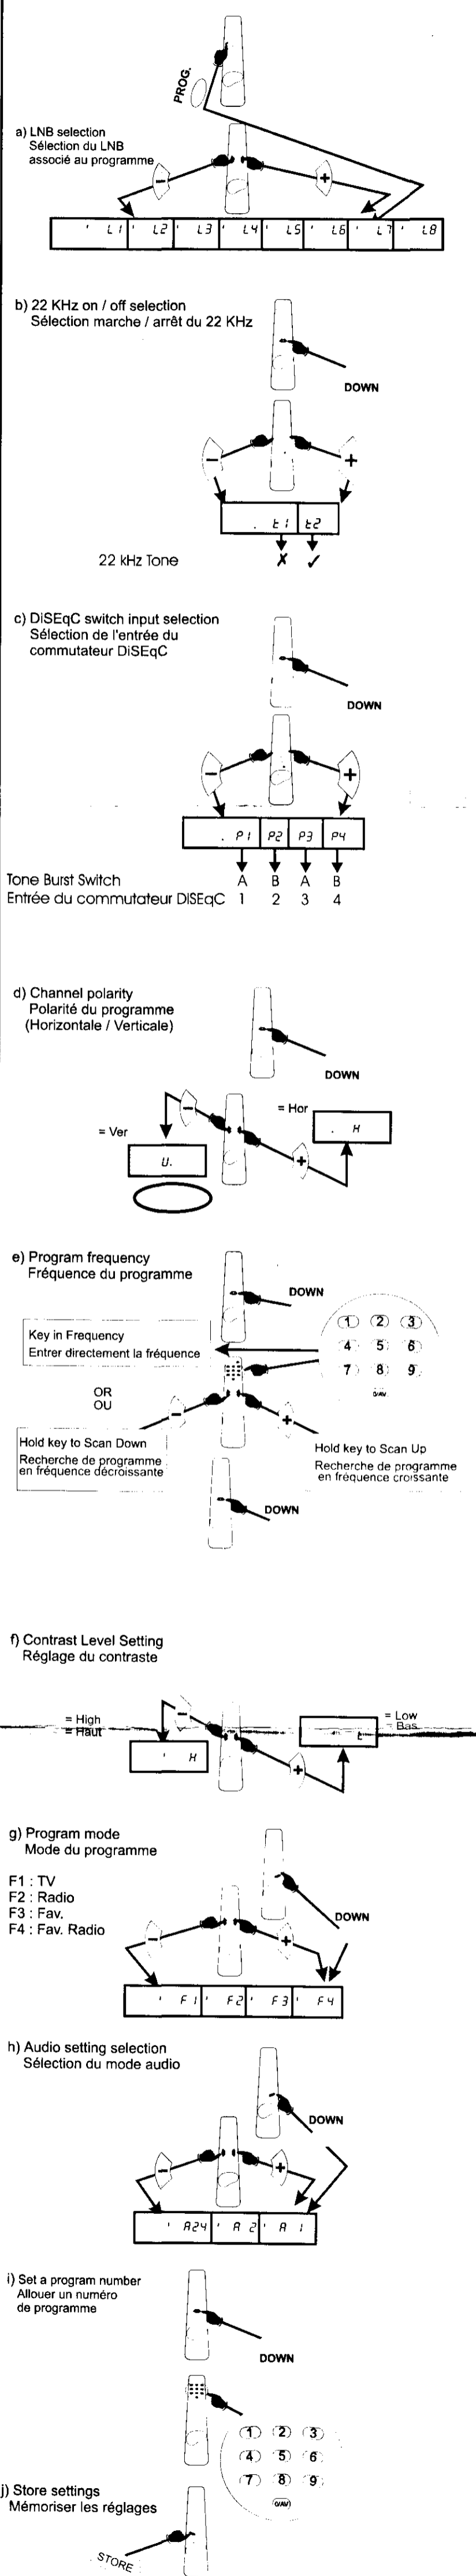 PROG.
a) LNB selection
Sélection du LNB
associé au programme
− +
' L1 ' L2 ' L3 ' L4 ' L5 ' L6 ' L7 ' L8
b) 22 KHz on / off selection
Sélection marche / arrêt du 22 KHz
DOWN
− +
. t1 t2
22 kHz Tone ✗ ✓
c) DiSEqC switch input selection
Sélection de l'entrée du
commutateur DiSEqC
DOWN
− +
. P1 P2 P3 P4
Tone Burst Switch A B A B
Entrée du commutateur DISEqC 1 2 3 4
d) Channel polarity
Polarité du programme
(Horizontale / Verticale)
DOWN
−
= Hor
. H
= Ver
+
U.
e) Program frequency
Fréquence du programme
DOWN
1 2 3
Key in Frequency
Entrer directement la fréquence
4 5 6
7 8 9
0/AV
OR
OU
− +
Hold key to Scan Down
Recherche de programme
en fréquence décroissante
Hold key to Scan Up
Recherche de programme
en fréquence croissante
DOWN
f) Contrast Level Setting
Réglage du contraste
−
= High
= Haut
= Low
= Bas
t
' H
+
g) Program mode
Mode du programme
F1 : TV
F2 : Radio
F3 : Fav.
F4 : Fav. Radio
DOWN
− +
' F1 ' F2 ' F3 ' F4
h) Audio setting selection
Sélection du mode audio
DOWN
− +
' A24 ' A 2 ' A 1
i) Set a program number
Allouer un numéro
de programme
DOWN
1 2 3
4 5 6
7 8 9
0/AV
j) Store settings
Mémoriser les réglages
STORE